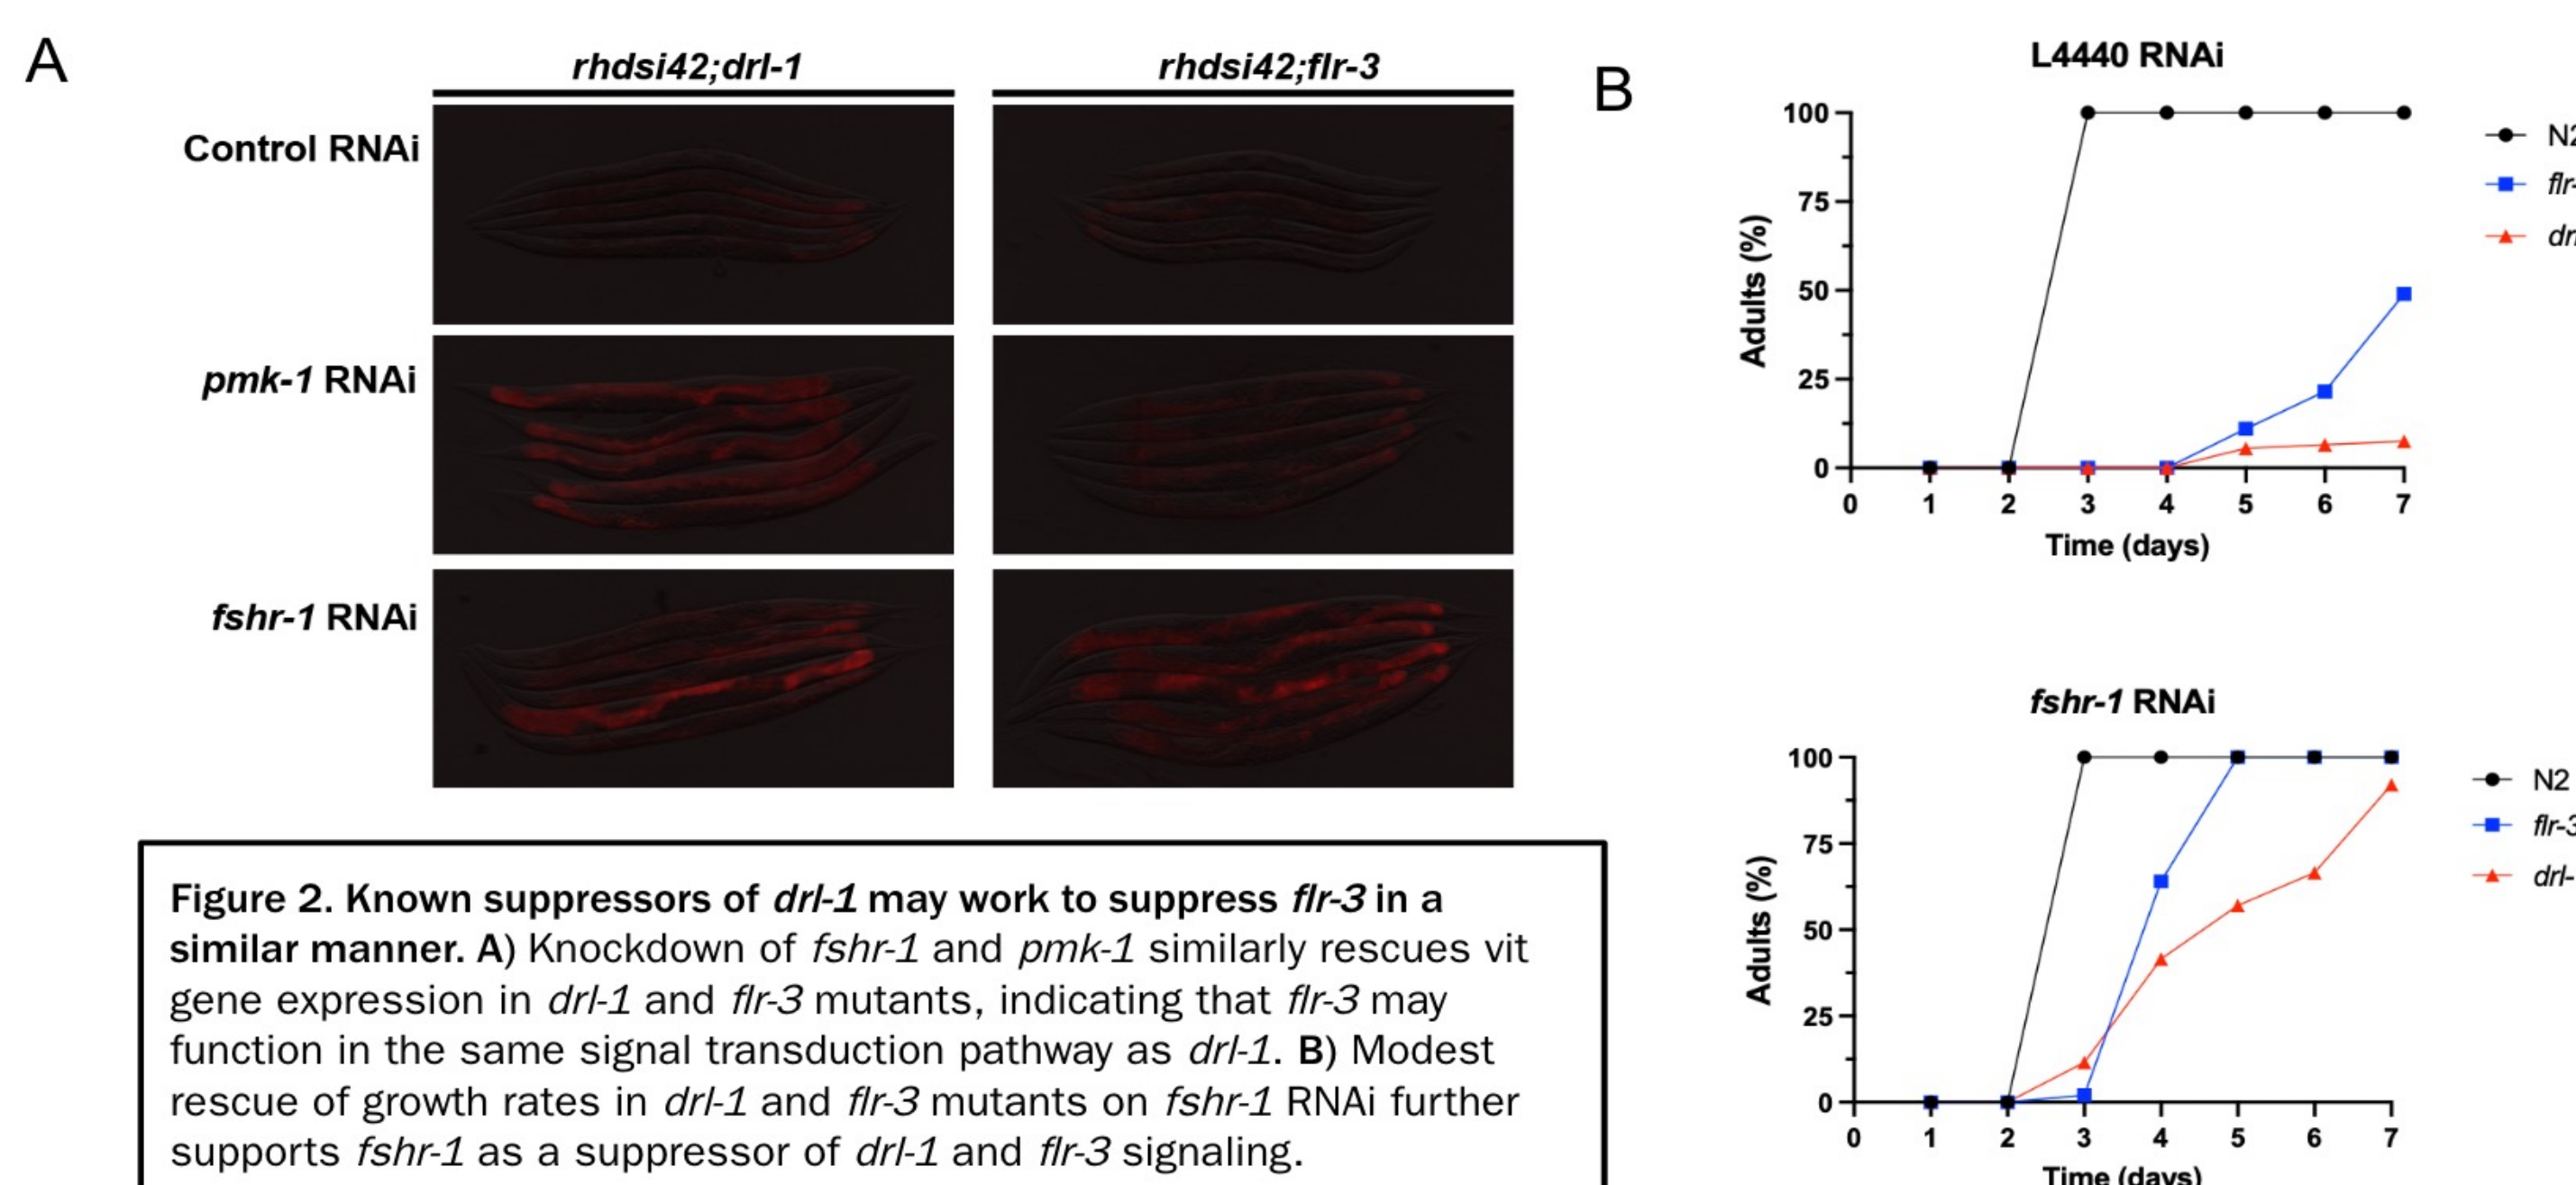 A
rhdsi42;drl-1
rhdsi42;flr-3
Control RNAi
pmk-1 RNAi
fshr-1 RNAi
B
L4440 RNAi
Adults (%)
100
75
50
25
0
0 1 2 3 4 5 6 7
Time (days)
fshr-1 RNAi
Adults (%)
100
75
50
25
0
0 1 2 3 4 5 6 7
Time (days)
N2
flr-3
drl-
Figure 2. Known suppressors of drl-1 may work to suppress flr-3 in a
similar manner. A) Knockdown of fshr-1 and pmk-1 similarly rescues vit
gene expression in drl-1 and flr-3 mutants, indicating that flr-3 may
function in the same signal transduction pathway as drl-1. B) Modest
rescue of growth rates in drl-1 and flr-3 mutants on fshr-1 RNAi further
supports fshr-1 as a suppressor of drl-1 and flr-3 signaling.